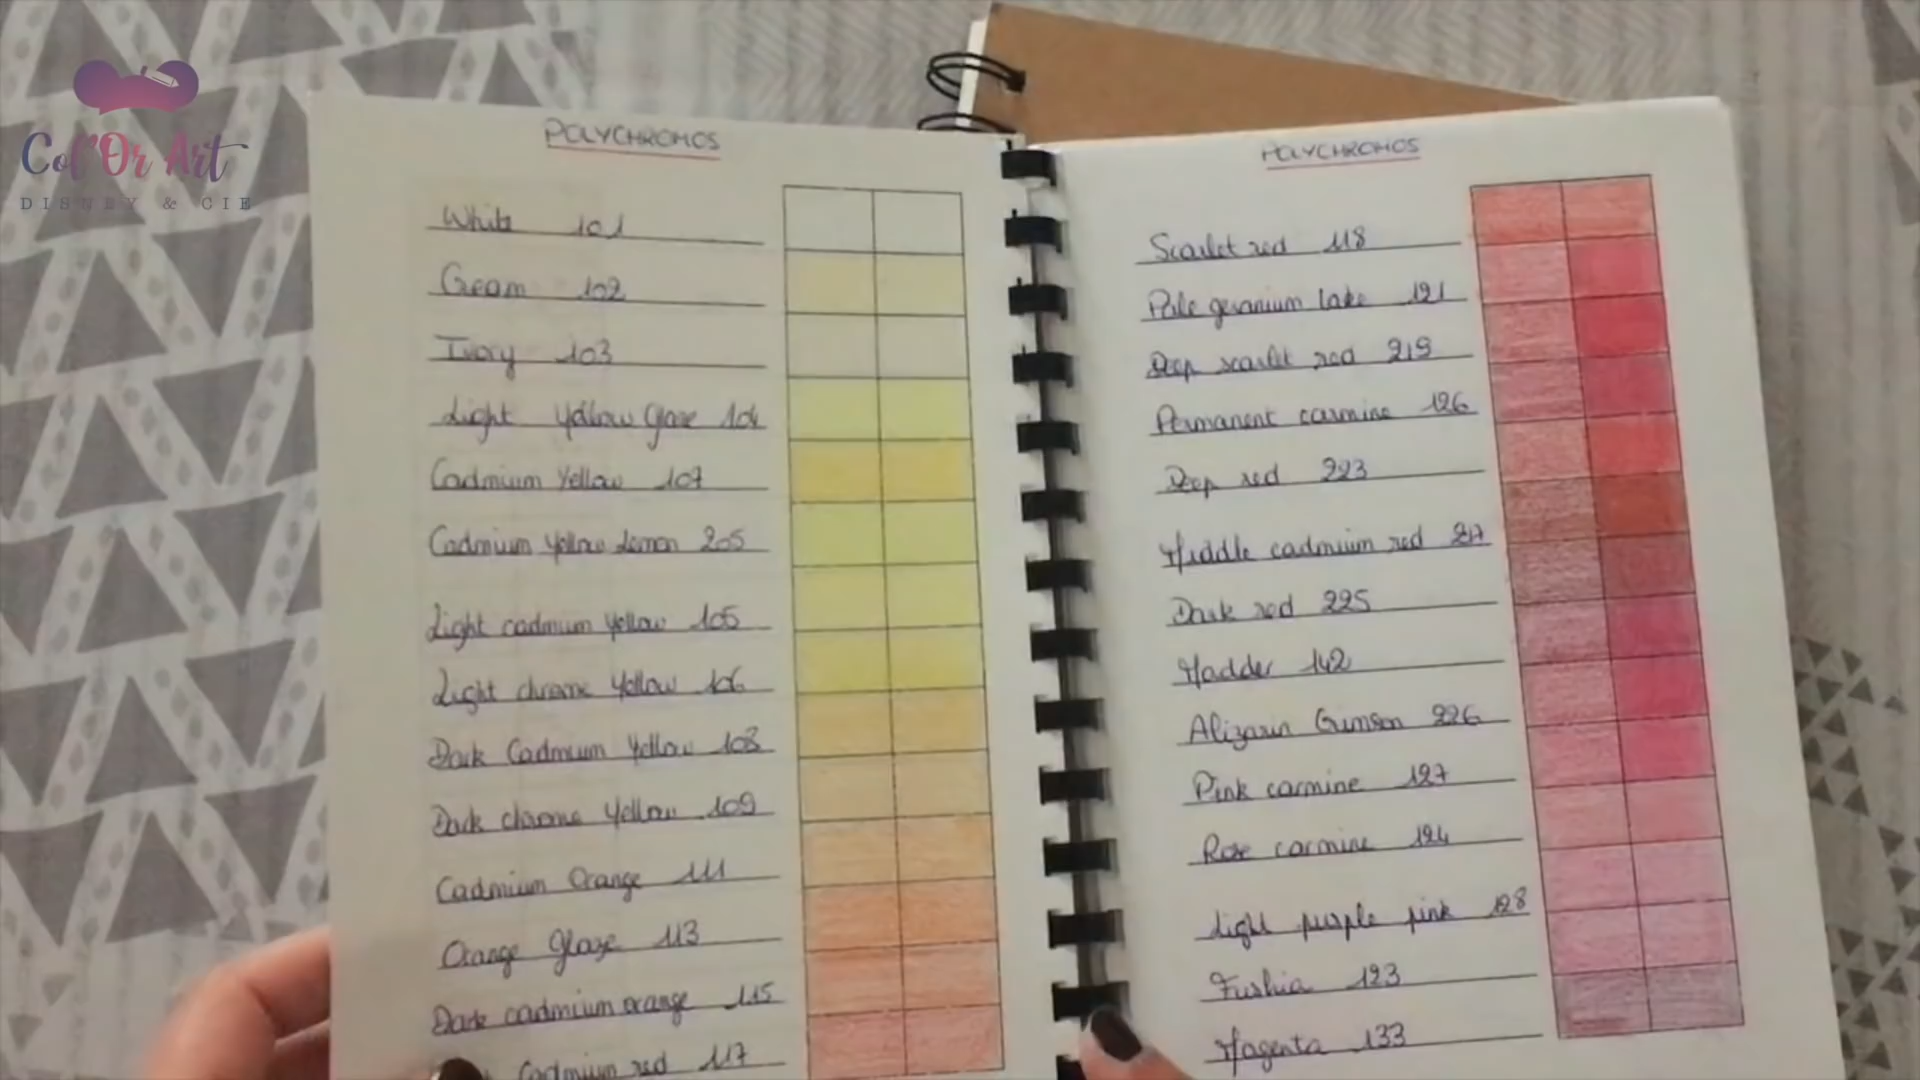 Col'Or Art
DISNEY & CIE
POLYCHROMOS
White 101
Cream 102
Ivory 103
Light Yellow Glaze 104
Cadmium Yellow 107
Cadmium Yellow Lemon 205
Light cadmium Yellow 105
Light chrome Yellow 106
Dark Cadmium Yellow 108
Dark chrome Yellow 109
Cadmium Orange 111
Orange Glaze 113
Dark cadmium orange 115
Cadmium red 117
POLYCHROMOS
Scarlet red 118
Pale geranium lake 121
Deep scarlet red 219
Permanent carmine 126
Deep red 223
Middle cadmium red 217
Dark red 225
Madder 142
Alizarin Crimson 226
Pink carmine 127
Rose carmine 124
Light purple pink 128
Fushia 123
Magenta 133